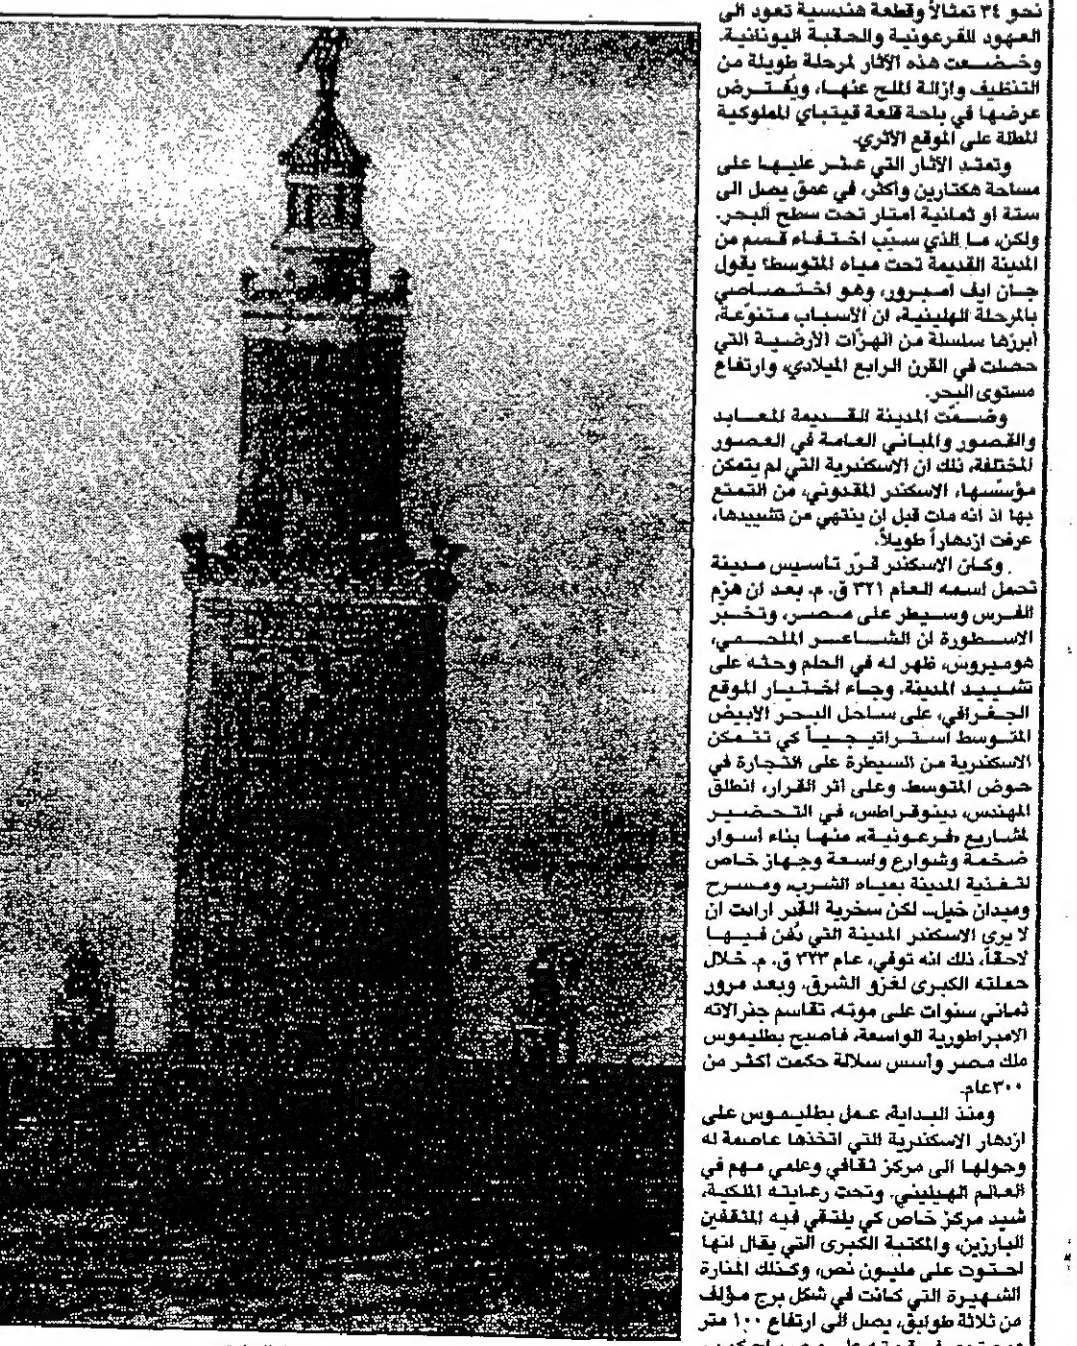 نحو ٣٤ تمثالاً وقطعة هندسية تعود الى
العهود الفرعونية والحقبة اليونانية.
وخضعت هذه الآثار لمرحلة طويلة من
التنظيف وازالة الملح عنها، ويُفترض
عرضها في باحة قلعة قيتباي المملوكية
المطلة على الموقع الأثري.
وتمتد الآثار التي عثر عليها على
مساحة هكتارين وأكثر، في عمق يصل الى
ستة او ثمانية امتار تحت سطح البحر.
ولكن، ما الذي سبّب اختفاء قسم من
المدينة القديمة تحت مياه المتوسط؟ يقول
جان ايف امبرور، وهو اختصاصي
بالمرحلة الهلينية، ان الاسباب متنوّعة،
أبرزها سلسلة من الهزّات الأرضية التي
حصلت في القرن الرابع الميلادي، وارتفاع
مستوى البحر.
وضمّت المدينة القديمة المعابد
والقصور والمباني العامة في العصور
المختلفة، ذلك ان الاسكندرية التي لم يتمكن
مؤسّسها، الاسكندر المقدوني، من التمتع
بها اذ أنه مات قبل ان ينتهي من تشييدها،
عرفت ازدهاراً طويلاً.
وكان الاسكندر قرّر تأسيس مدينة
تحمل اسمه العام ٣٢١ ق. م. بعد ان هزم
الفرس وسيطر على مصر، وتخبر
الاسطورة ان الشاعر الملحمي،
هوميروس، ظهر له في الحلم وحثه على
تشييد المدينة. وجاء اختيار الموقع
الجغرافي، على ساحل البحر الابيض
المتوسط استراتيجياً كي تتمكن
الاسكندرية من السيطرة على التجارة في
حوض المتوسط. وعلى أثر القرار، انطلق
المهندس، دينوقراطس، في التحضير
لمشاريع «فرعونية» منها بناء اسوار
ضخمة وشوارع واسعة وجهاز خاص
لتغذية المدينة بمياه الشرب، ومسرح
وميدان خيل... لكن سخرية القدر ارادت ان
لا يرى الاسكندر المدينة التي دُفن فيها
لاحقاً، ذلك انه توفي، عام ٣٢٣ ق. م. خلال
حملته الكبرى لغزو الشرق. وبعد مرور
ثماني سنوات على موته، تقاسم جنرالاته
الامبراطورية الواسعة، فأصبح بطليموس
ملك مصر وأسس سلالة حكمت اكثر من
٣٠٠ عام.
ومنذ البداية، عمل بطليموس على
ازدهار الاسكندرية التي اتخذها عاصمة له
وحولها الى مركز ثقافي وعلمي مهم في
العالم الهيليني. وتحت رعايته الملكية،
شيد مركز خاص كي يلتقي فيه المثقفين
البارزين، والمكتبة الكبرى التي يقال انها
احتوت على مليون نص، وكذلك المنارة
الشهيرة التي كانت في شكل برج مؤلف
من ثلاثة طوابق، يصل الى ارتفاع ١٠٠ متر